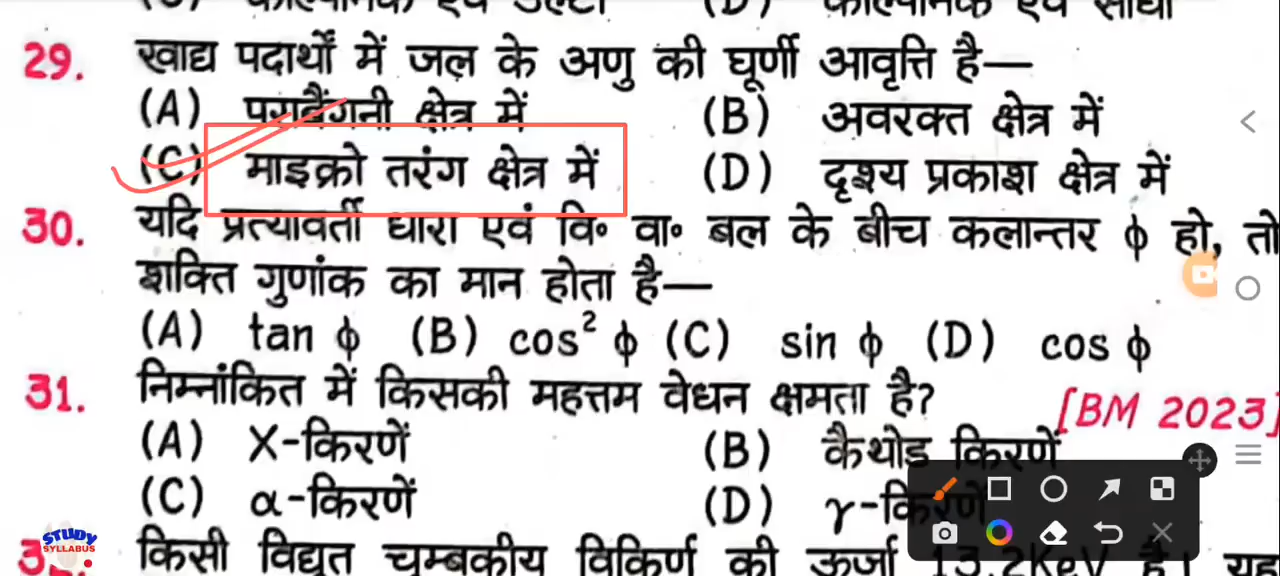 29. खाद्य पदार्थों में जल के अणु की घूर्णी आवृत्ति है—
(A) पराबैंगनी क्षेत्र में (B) अवरक्त क्षेत्र में
(C) माइक्रो तरंग क्षेत्र में (D) दृश्य प्रकाश क्षेत्र में
30. यदि प्रत्यावर्ती धारा एवं वि॰ वा॰ बल के बीच कलान्तर ϕ हो, तो
शक्ति गुणांक का मान होता है—
(A) tan ϕ (B) cos² ϕ (C) sin ϕ (D) cos ϕ
31. निम्नांकित में किसकी महत्तम वेधन क्षमता है?
[BM 2023]
(A) X-किरणें (B) कैथोड किरणें
(C) α-किरणें (D) γ-किरणें
किसी विद्युत चुम्बकीय विकिर्ण की ऊर्जा 13.2KeV है। यह
STUDY
SYLLABUS